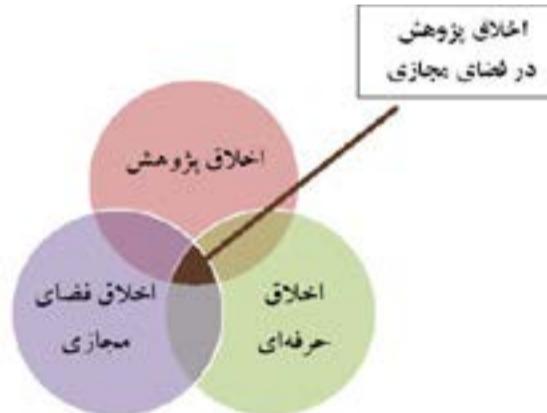 اخلاق پژوهش
در فضای مجازی
اخلاق پژوهش
اخلاق
حرفه‌ای
اخلاق فضای
مجازی